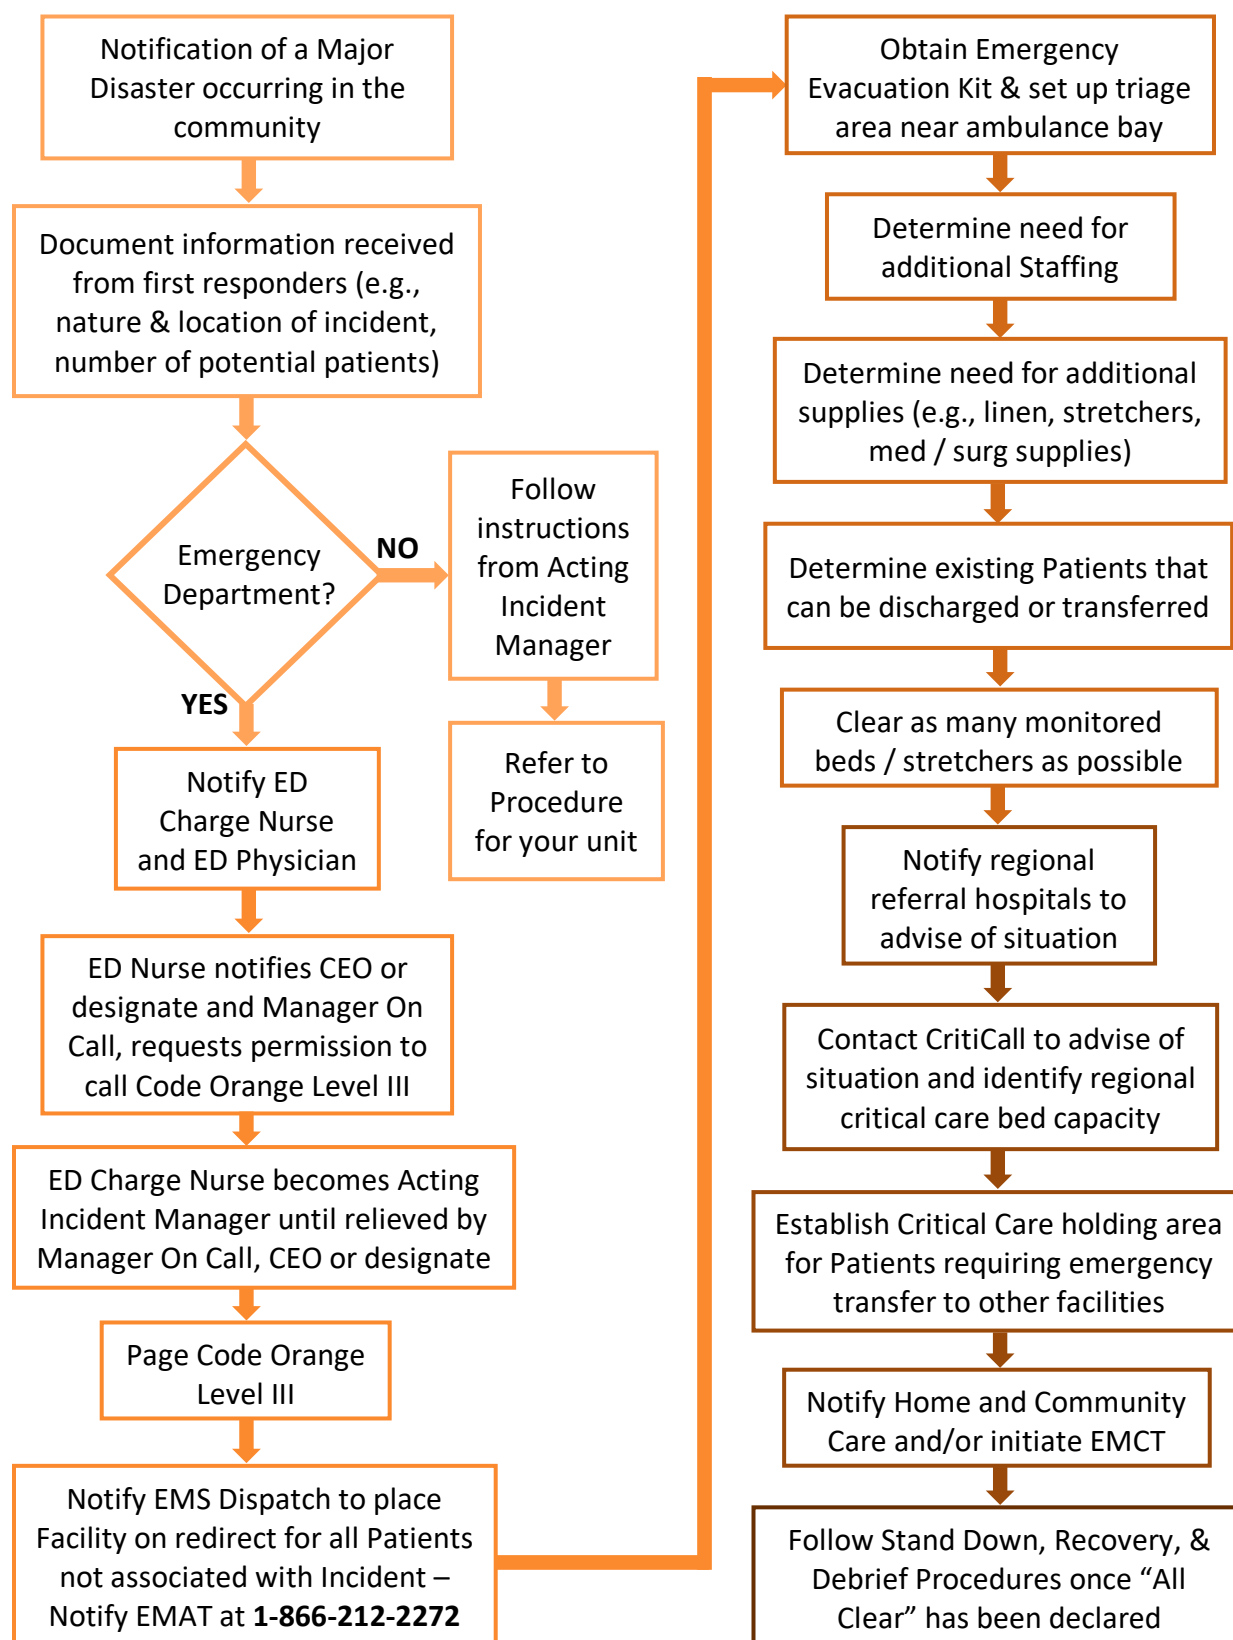 Notification of a Major
Disaster occurring in the
community
Document information received
from first responders (e.g.,
nature & location of incident,
number of potential patients)
Emergency
Department?
NO
Follow
instructions
from Acting
Incident
Manager
Refer to
Procedure
for your unit
YES
Notify ED
Charge Nurse
and ED Physician
ED Nurse notifies CEO or
designate and Manager On
Call, requests permission to
call Code Orange Level III
ED Charge Nurse becomes Acting
Incident Manager until relieved by
Manager On Call, CEO or designate
Page Code Orange
Level III
Notify EMS Dispatch to place
Facility on redirect for all Patients
not associated with Incident –
Notify EMAT at 1-866-212-2272
Obtain Emergency
Evacuation Kit & set up triage
area near ambulance bay
Determine need for
additional Staffing
Determine need for additional
supplies (e.g., linen, stretchers,
med / surg supplies)
Determine existing Patients that
can be discharged or transferred
Clear as many monitored
beds / stretchers as possible
Notify regional
referral hospitals to
advise of situation
Contact CritiCall to advise of
situation and identify regional
critical care bed capacity
Establish Critical Care holding area
for Patients requiring emergency
transfer to other facilities
Notify Home and Community
Care and/or initiate EMCT
Follow Stand Down, Recovery, &
Debrief Procedures once “All
Clear” has been declared